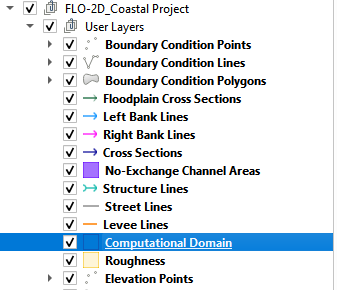 FLO-2D_Coastal Project
User Layers
Boundary Condition Points
Boundary Condition Lines
Boundary Condition Polygons
Floodplain Cross Sections
Left Bank Lines
Right Bank Lines
Cross Sections
No-Exchange Channel Areas
Structure Lines
Street Lines
Levee Lines
Computational Domain
Roughness
Elevation Points